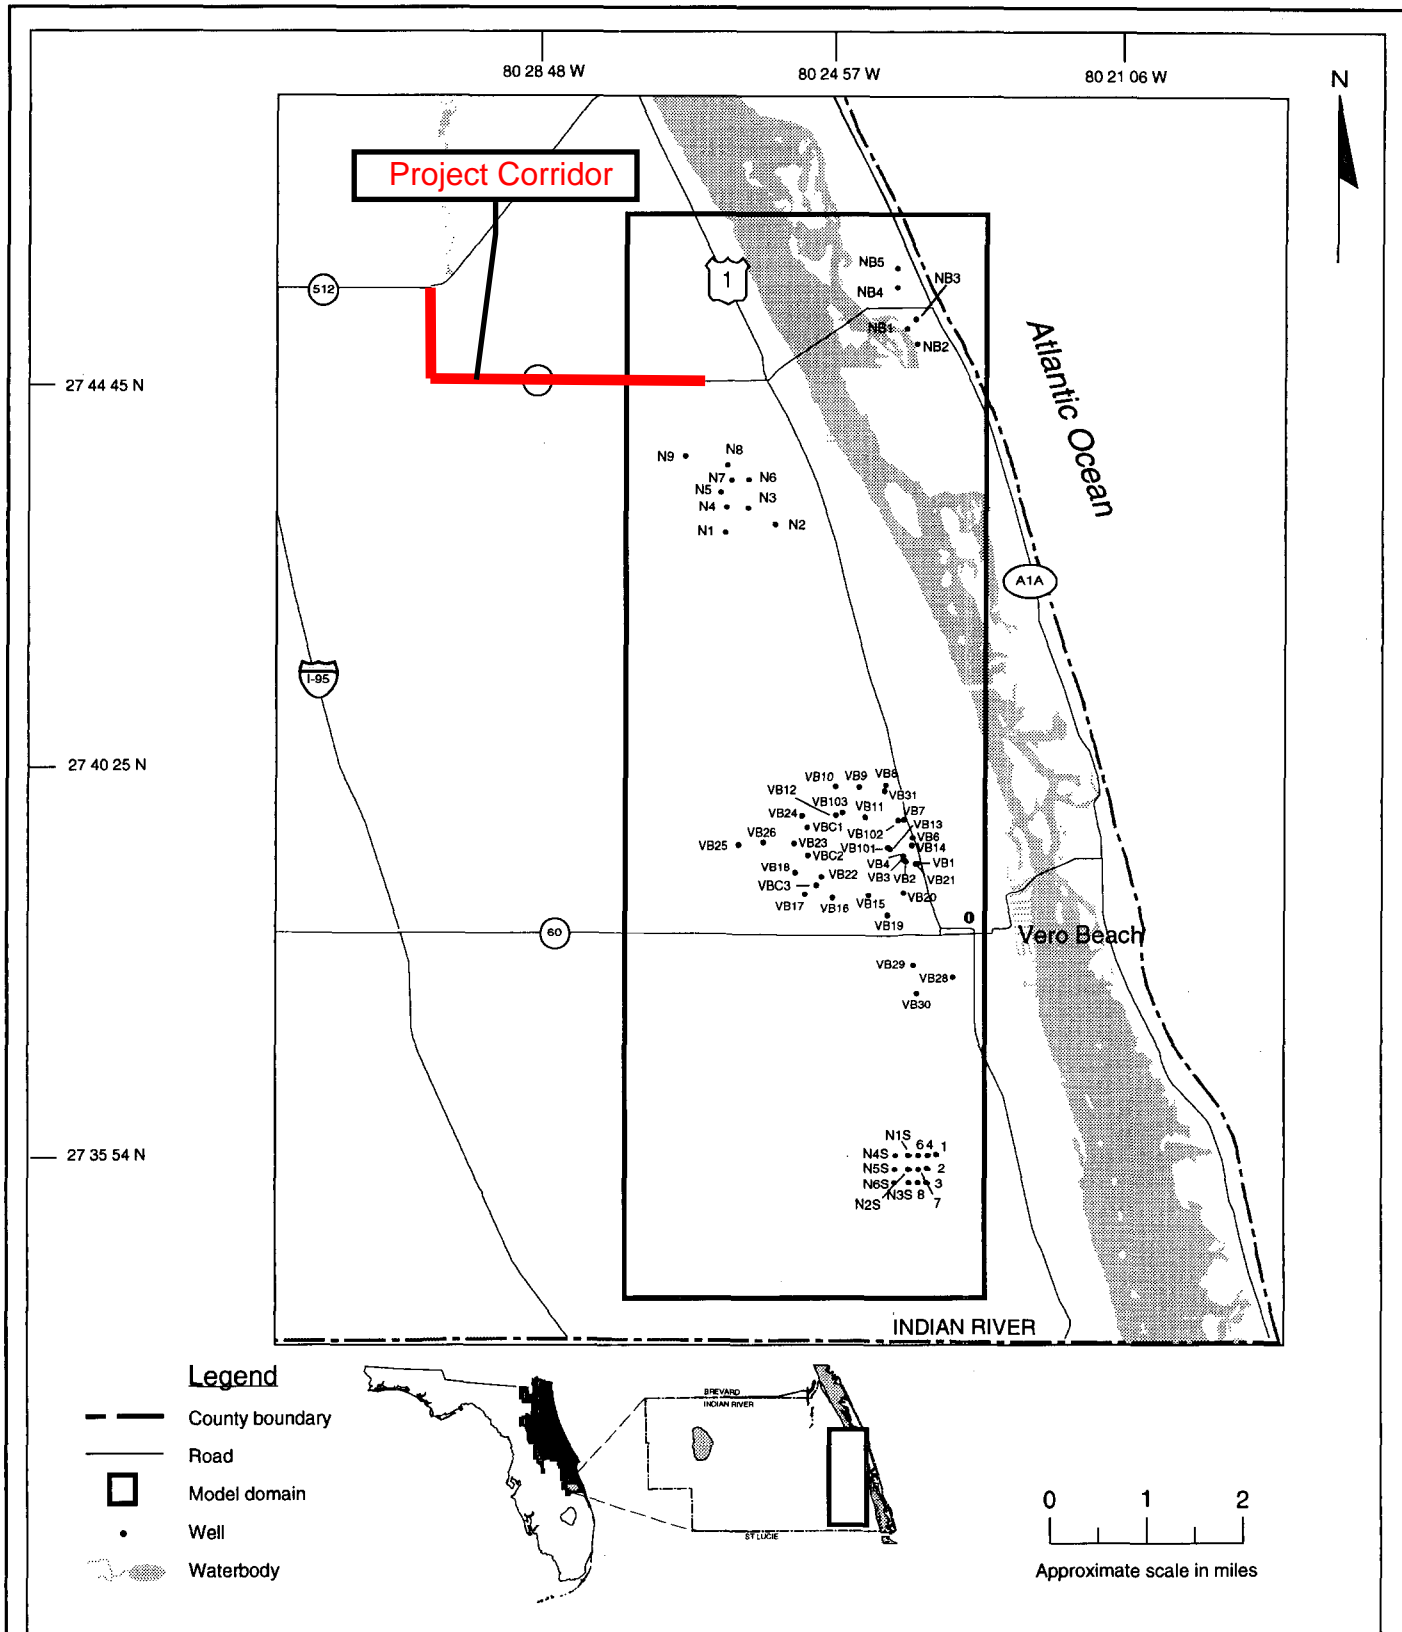 80 28 48 W
80 24 57 W
80 21 06 W
N
Project Corridor
1
512
NB5
NB4
NB3
NB1
NB2
27 44 45 N
Atlantic Ocean
N9
N8
N7
N6
N5
N4
N3
N2
N1
A1A
I-95
27 40 25 N
VB10
VB9
VB8
VB12
VB103
VB31
VB24
VB11
VB7
VBC1
VB102
VB13
VB26
VB23
VB6
VB25
VB101
VB14
VBC2
VB4
VB1
VB18
VB22
VB3
VB2
VB21
VBC3
VB17
VB16
VB15
VB20
VB19
0
60
Vero Beach
VB29
VB28
VB30
27 35 54 N
N1S
6 4 1
N4S
N5S
2
N6S
N3S 8
3
N2S
7
INDIAN RIVER
Legend
County boundary
Road
Model domain
Well
Waterbody
BREVARD
INDIAN RIVER
ST LUCIE
0 1 2
Approximate scale in miles